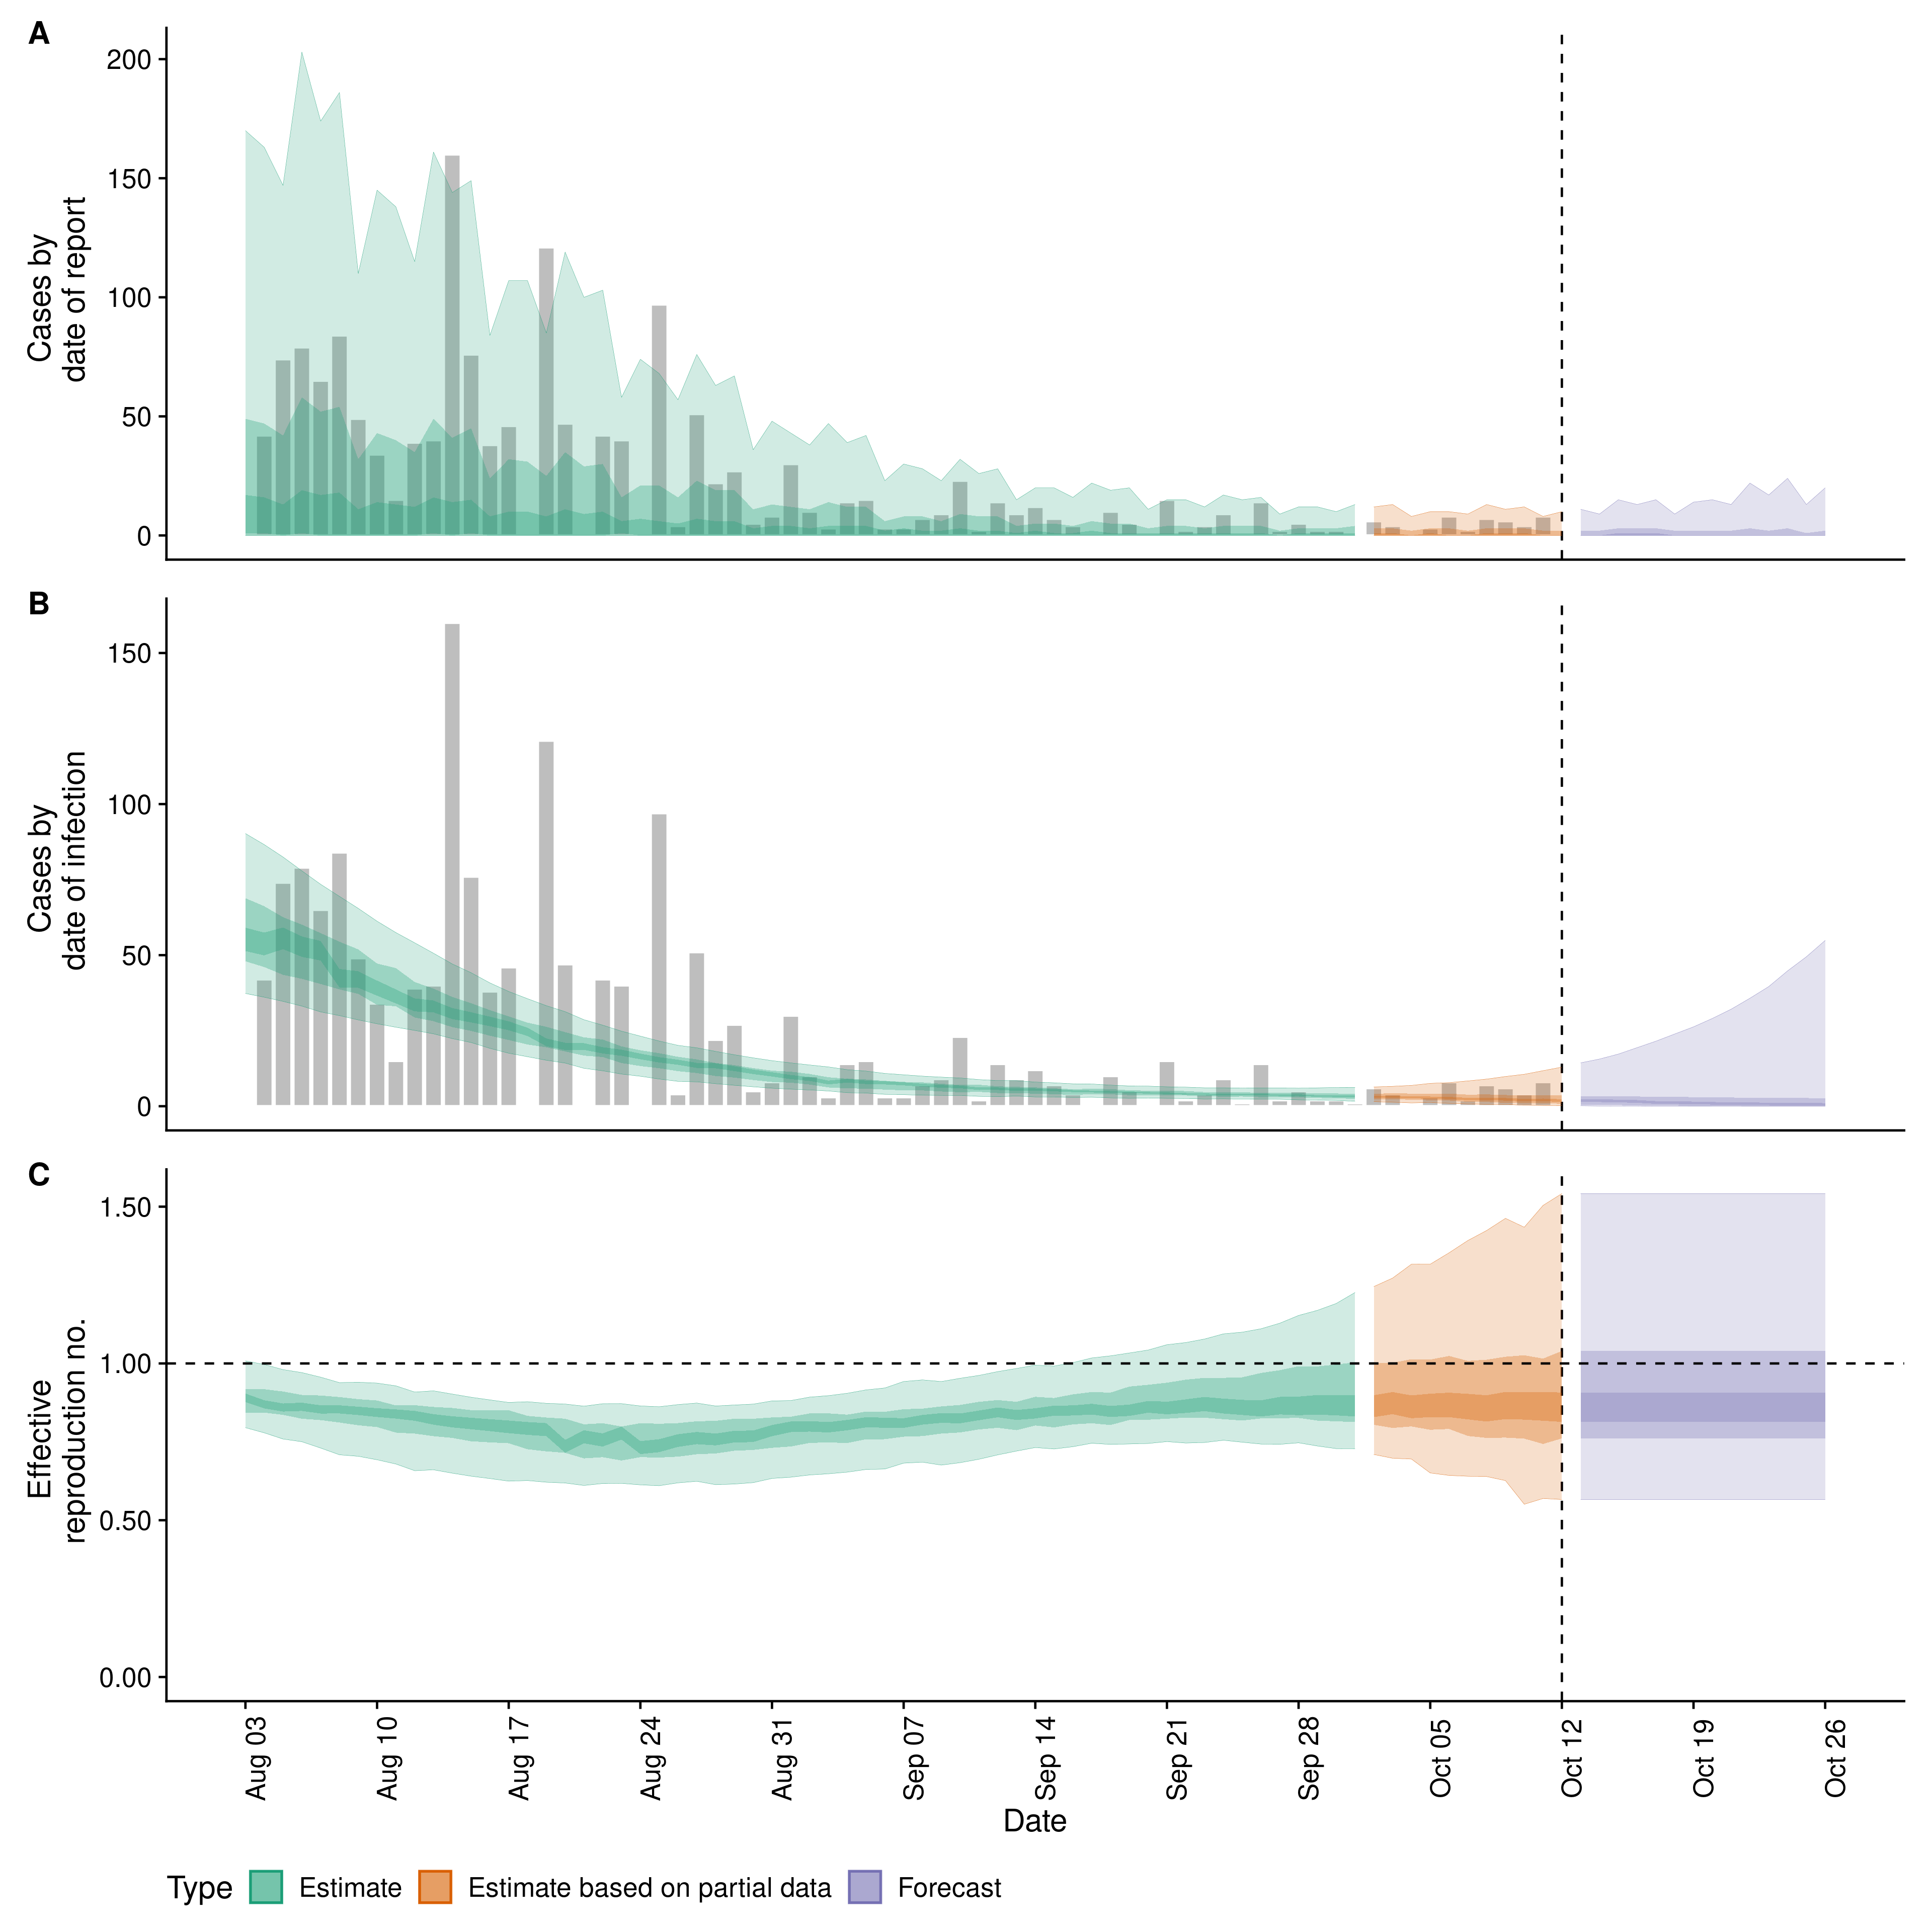 A
Cases by
date of report
200
150
100
50
0
B
Cases by
date of infection
150
100
50
0
C
Effective
reproduction no.
1.50
1.00
0.50
0.00
Aug 03
Aug 10
Aug 17
Aug 24
Aug 31
Sep 07
Sep 14
Sep 21
Sep 28
Oct 05
Oct 12
Oct 19
Oct 26
Date
Type Estimate Estimate based on partial data Forecast